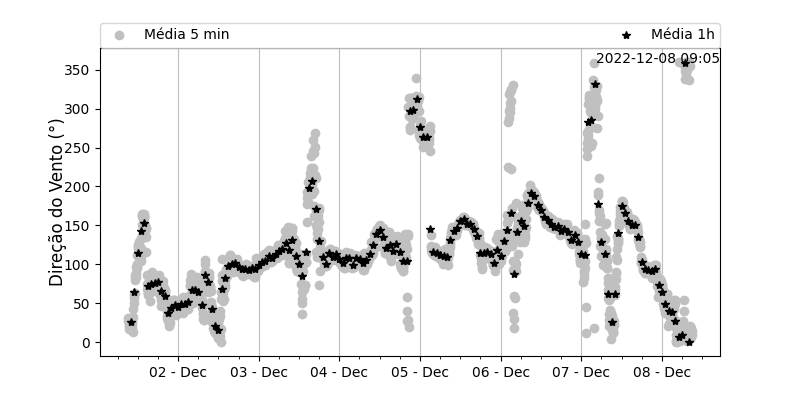 Média 5 min
Média 1h
2022-12-08 09:05
Direção do Vento (°)
350
300
250
200
150
100
50
0
02 - Dec
03 - Dec
04 - Dec
05 - Dec
06 - Dec
07 - Dec
08 - Dec